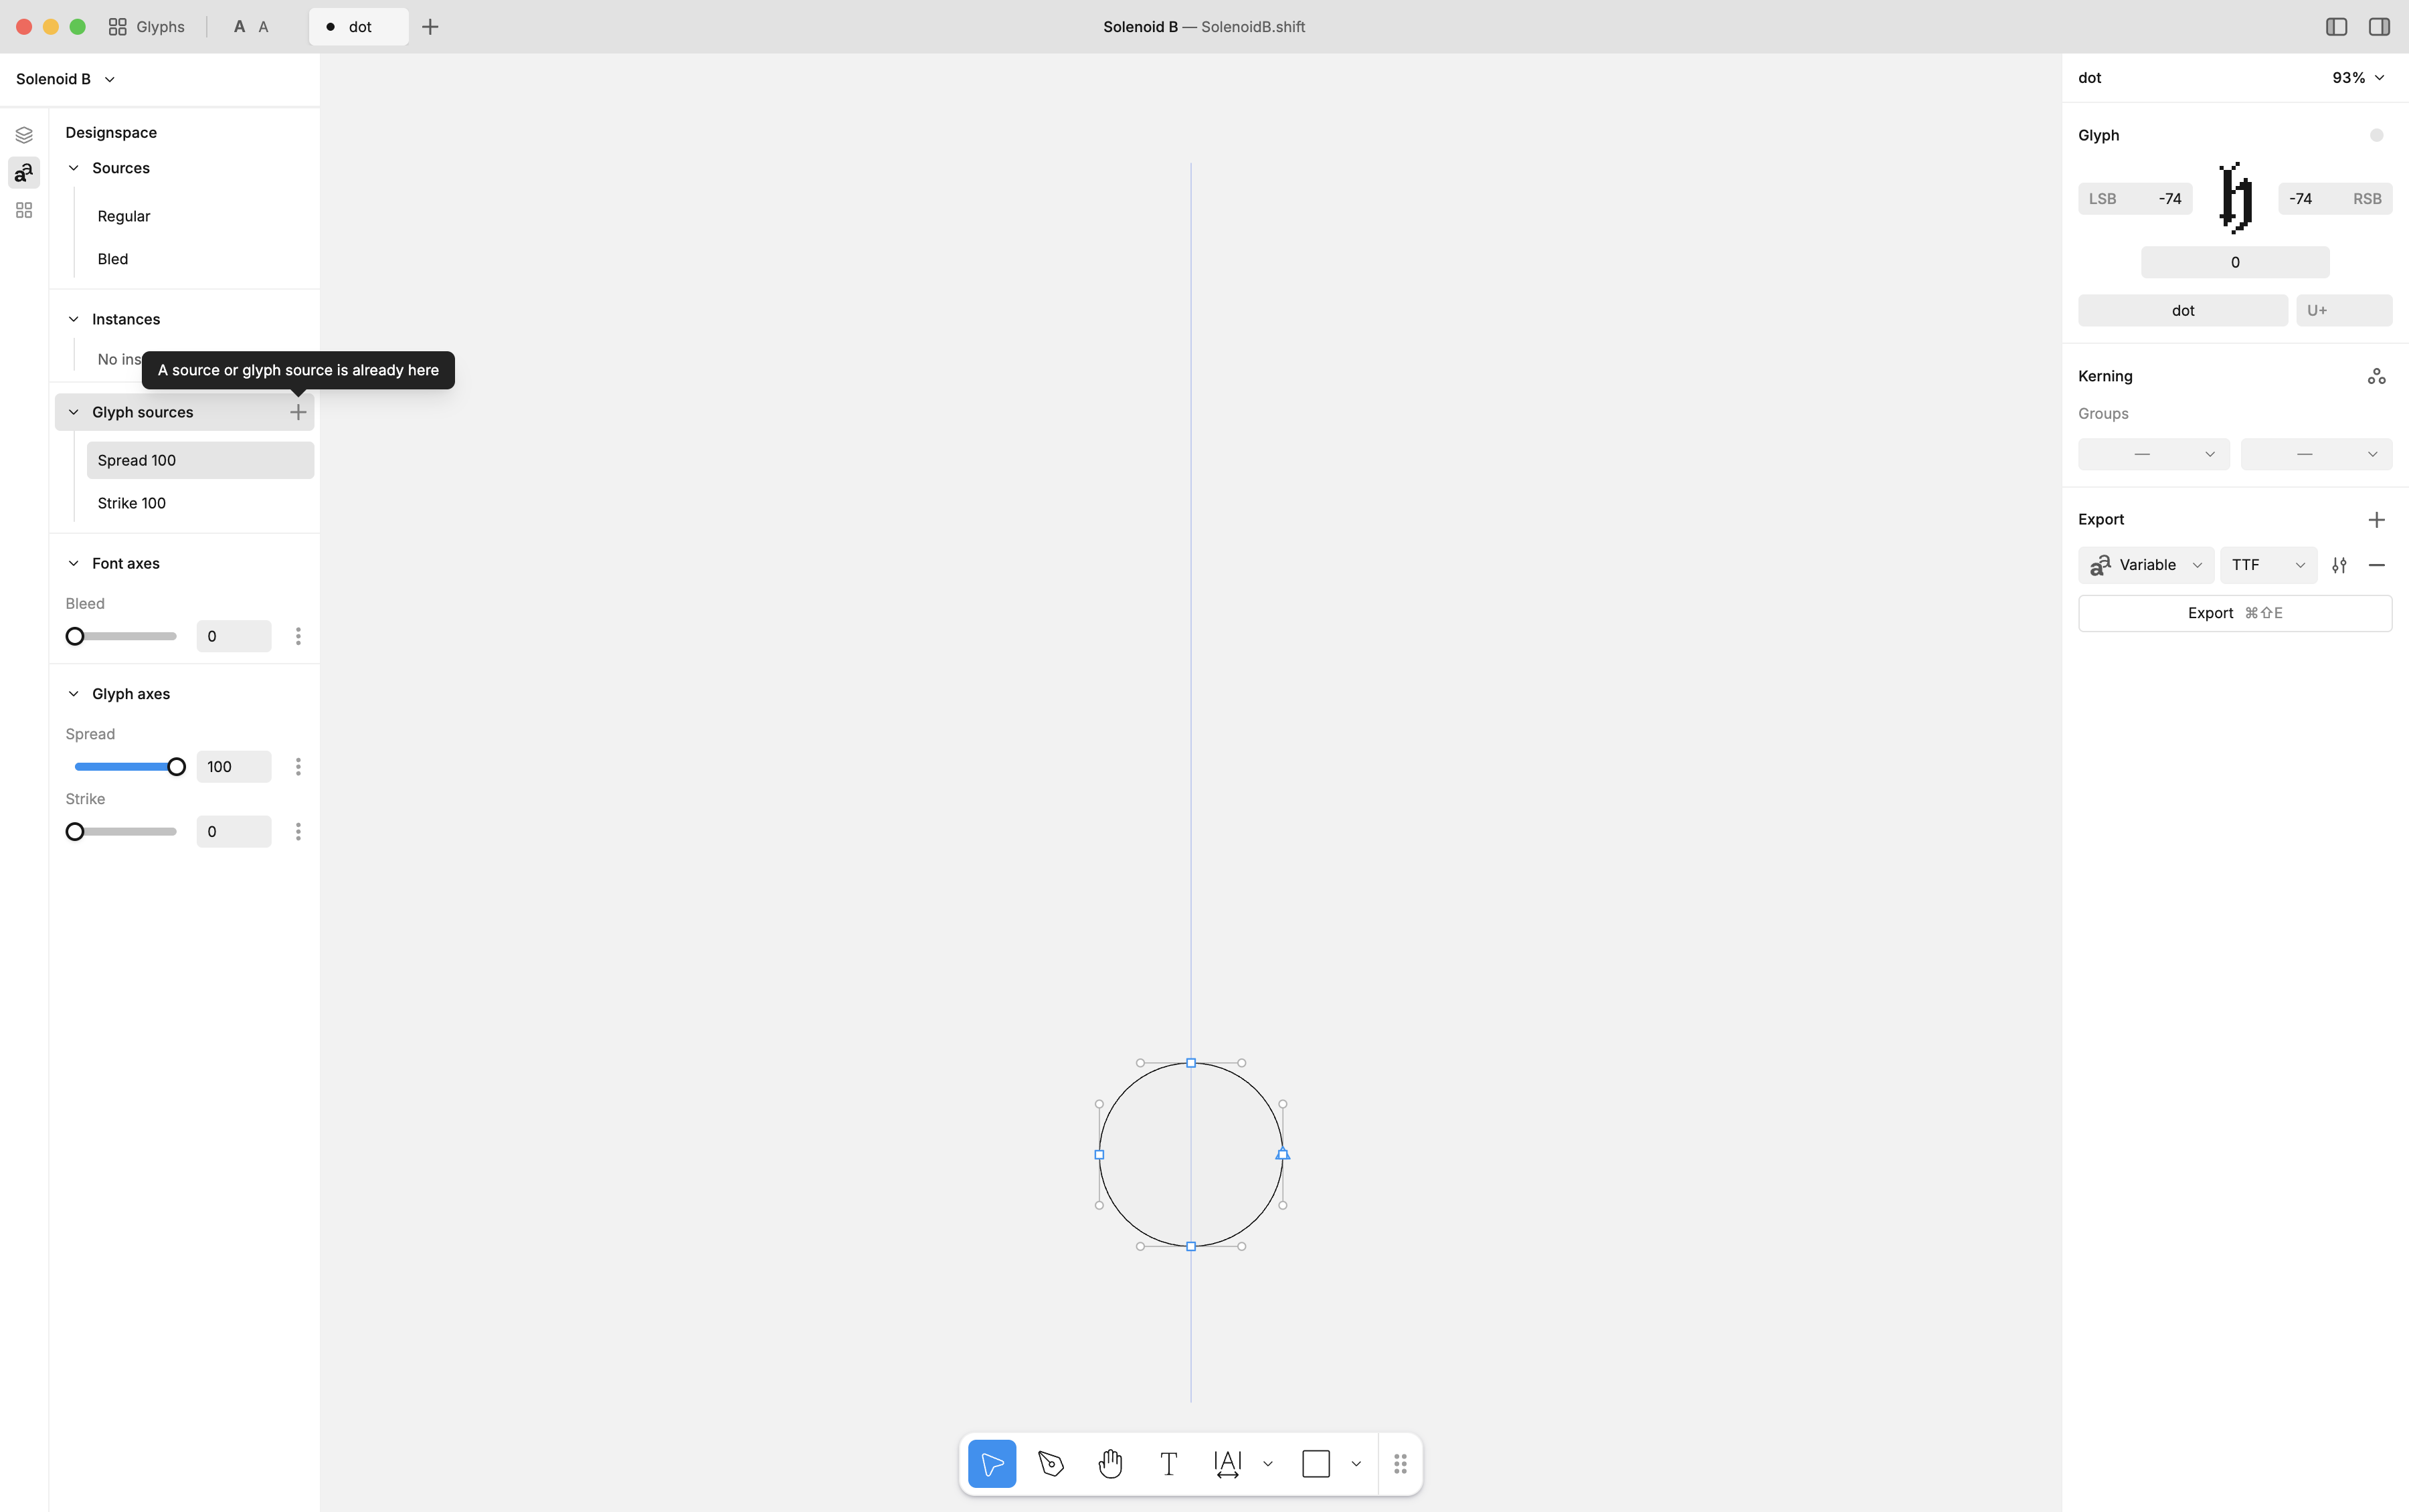 Glyphs
A A
dot
Solenoid B — SolenoidB.shift
Solenoid B
Designspace
Sources
Regular
Bled
Instances
No ins
A source or glyph source is already here
Glyph sources
Spread 100
Strike 100
Font axes
Bleed
0
Glyph axes
Spread
100
Strike
0
T
A
dot
93%
Glyph
LSB -74
-74 RSB
0
dot
U+
Kerning
Groups
—
—
Export
Variable
TTF
Export ⌘⇧E